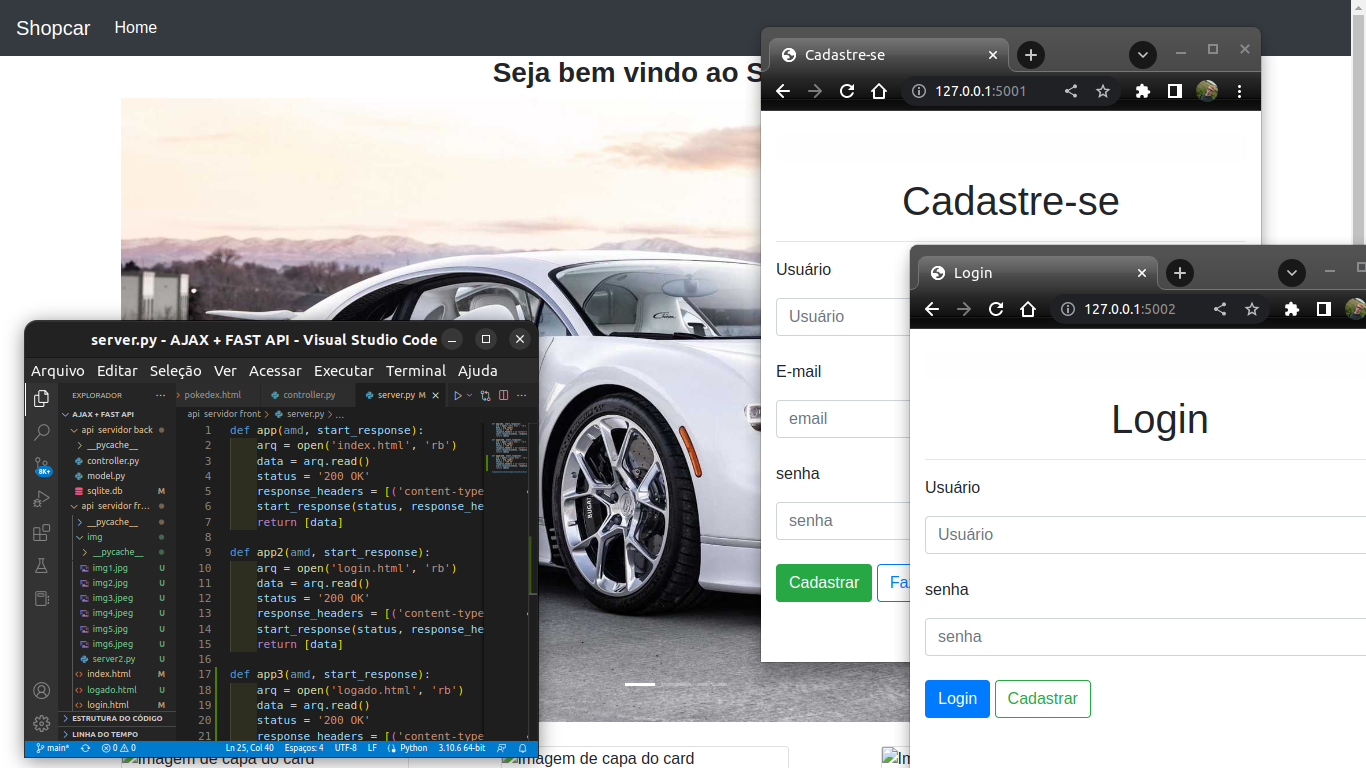 Shopcar Home
Seja bem vindo ao S
Cadastre-se
127.0.0.1:5001
Cadastre-se
Usuário
Usuário
E-mail
email
senha
senha
Cadastrar Fa
Login
127.0.0.1:5002
Login
Usuário
Usuário
senha
senha
Login Cadastrar
server.py - AJAX + FAST API - Visual Studio Code
Arquivo Editar Seleção Ver Acessar Executar Terminal Ajuda
EXPLORADOR ...
AJAX + FAST API
api servidor back
__pycache__
controller.py
model.py
sqlite.db M
api servidor fr...
__pycache__
img
__pycache__
img1.jpg U
img2.jpg U
img3.jpeg U
img4.jpeg U
img5.jpg U
img6.jpeg U
server2.py U
index.html M
logado.html U
login.html M
ESTRUTURA DO CÓDIGO
LINHA DO TEMPO
8K+
pokedex.html controller.py server.py M
api servidor front > server.py > ...
1 def app(amd, start_response):
2 arq = open('index.html', 'rb')
3 data = arq.read()
4 status = '200 OK'
5 response_headers = [('content-type
6 start_response(status, response_he
7 return [data]
8
9 def app2(amd, start_response):
10 arq = open('login.html', 'rb')
11 data = arq.read()
12 status = '200 OK'
13 response_headers = [('content-type
14 start_response(status, response_he
15 return [data]
16
17 def app3(amd, start_response):
18 arq = open('logado.html', 'rb')
19 data = arq.read()
20 status = '200 OK'
21 response_headers = [('content-type
main* 0 0 Ln 25, Col 40 Espaços: 4 UTF-8 LF Python 3.10.6 64-bit
BUGAT
Imagem de capa do card Imagem de capa do card Im